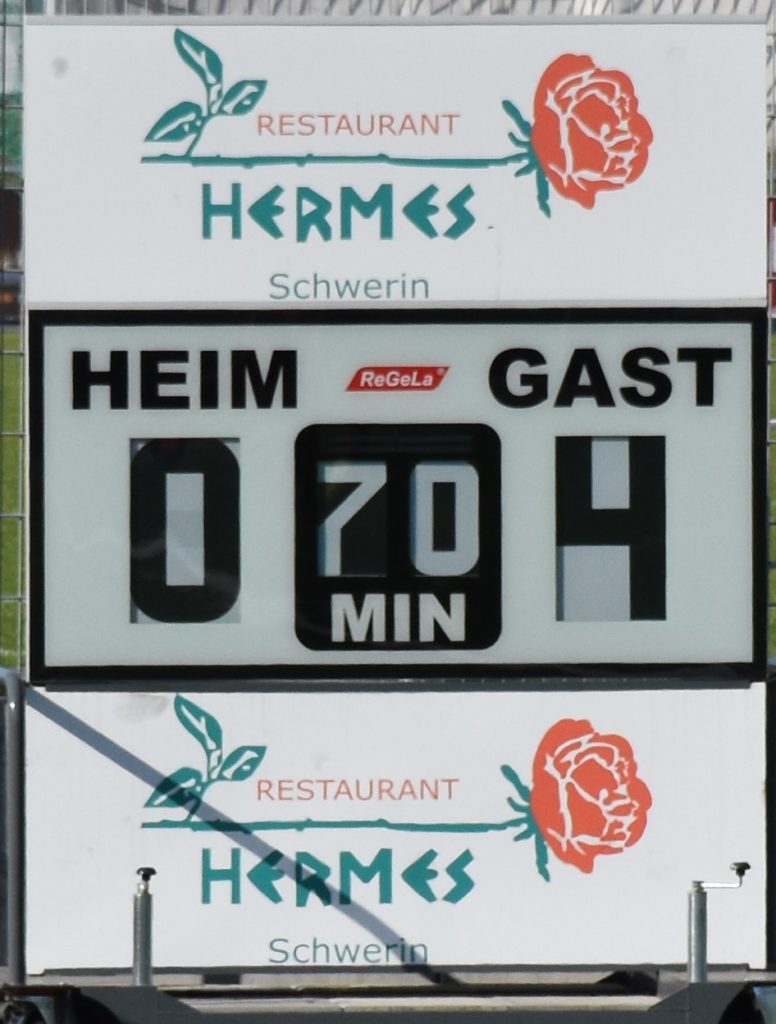 RESTAURANT
HERMES
Schwerin
HEIM ReGeLa® GAST
0 70 4
MIN
RESTAURANT
HERMES
Schwerin